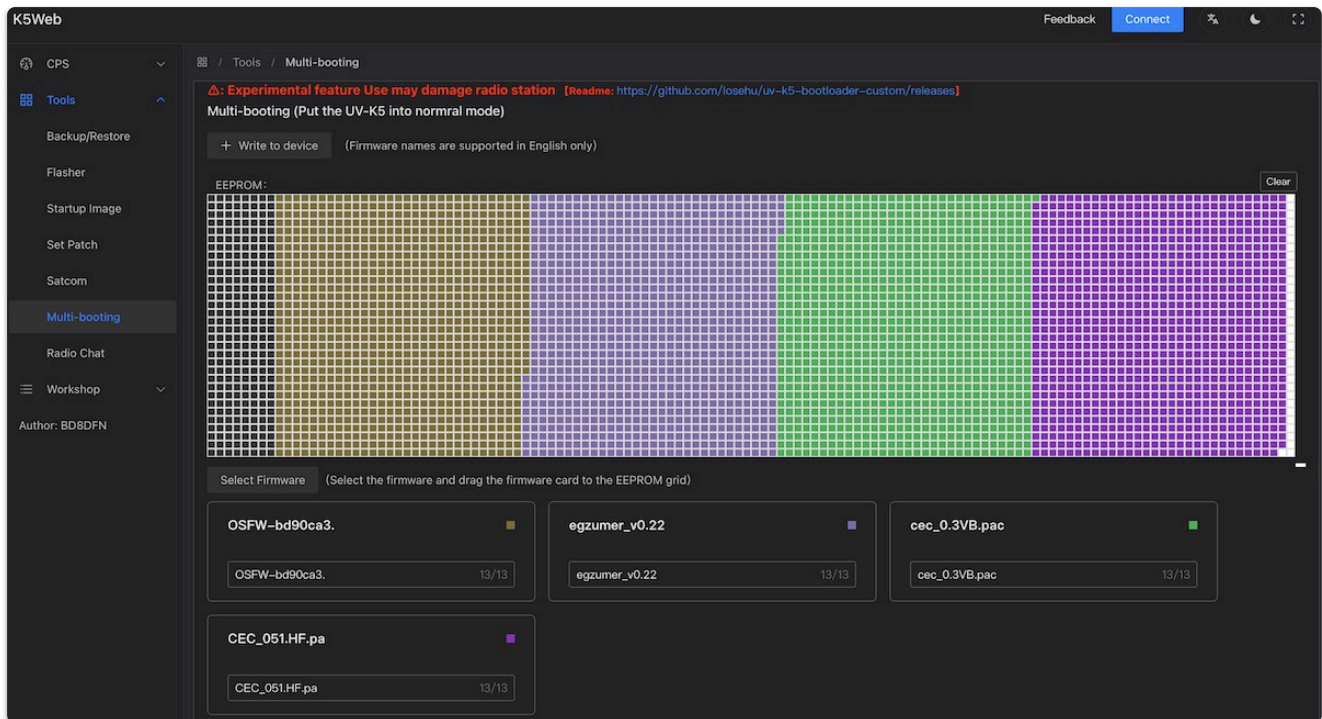 K5Web
Feedback
Connect
CPS
Tools
Backup/Restore
Flasher
Startup Image
Set Patch
Satcom
Multi-booting
Radio Chat
Workshop
Author: BD8DFN
/ Tools / Multi-booting
⚠: Experimental feature Use may damage radio station 【Readme: https://github.com/losehu/uv-k5-bootloader-custom/releases】
Multi-booting (Put the UV-K5 into normral mode)
+ Write to device (Firmware names are supported in English only)
EEPROM:
Clear
Select Firmware (Select the firmware and drag the firmware card to the EEPROM grid)
OSFW-bd90ca3.
OSFW-bd90ca3. 13/13
egzumer_v0.22
egzumer_v0.22 13/13
cec_0.3VB.pac
cec_0.3VB.pac 13/13
CEC_051.HF.pa
CEC_051.HF.pa 13/13